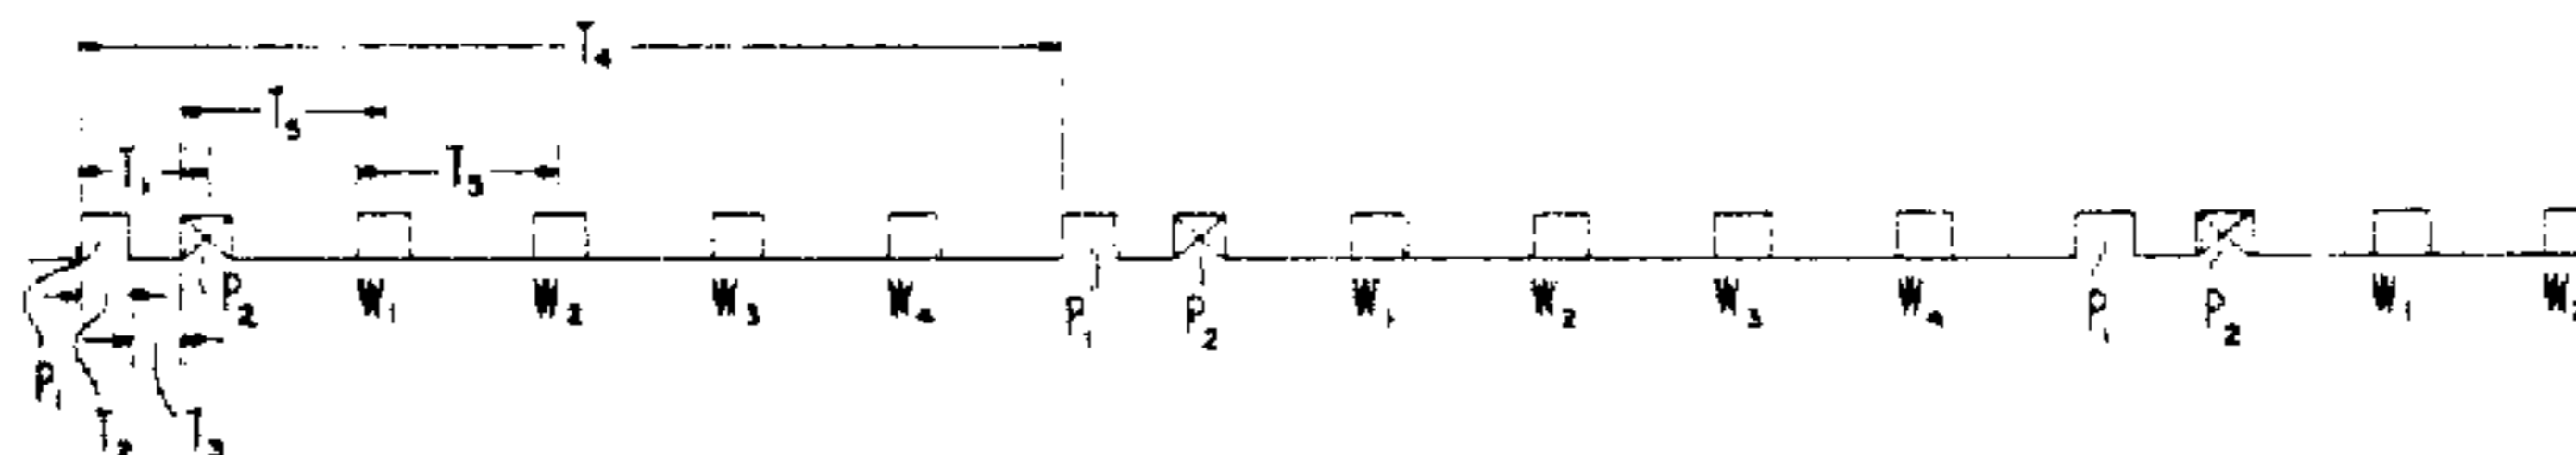 T₄
T₅
T₁ T₅
P₂ W₁ W₂ W₃ W₄ P₁ P₂ W₁ W₂ W₃ W₄ P₁ P₂ W₁ W₂
P₁
T₂ T₃